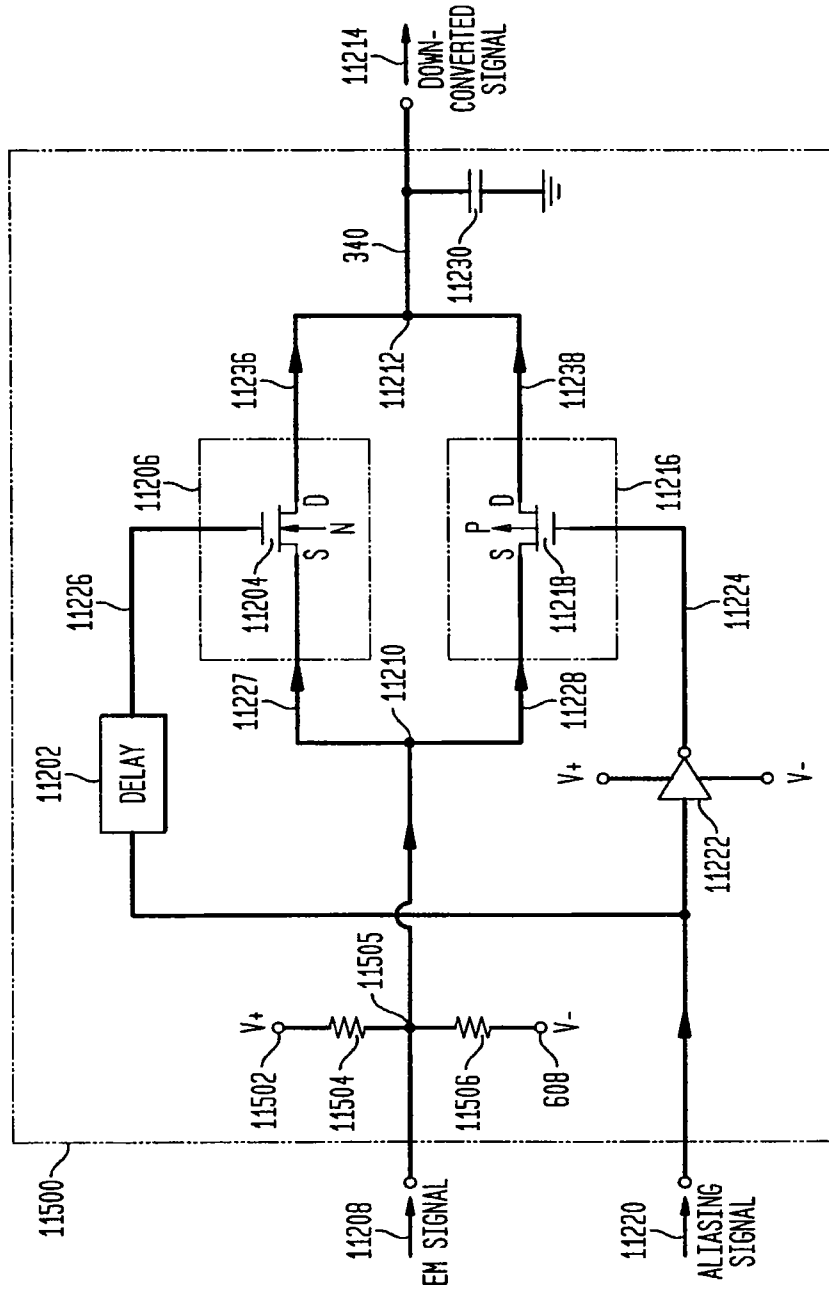 11500
11208
EM SIGNAL
11220
ALIASING
SIGNAL
V+
11502
11504
11505
11506
608
V-
11202
DELAY
11226
11227
11210
11228
V+
11222
V-
11224
11206
11204
S
D
N
11216
11218
P
S
D
11236
11212
11238
340
11230
11214
DOWN-
CONVERTED
SIGNAL